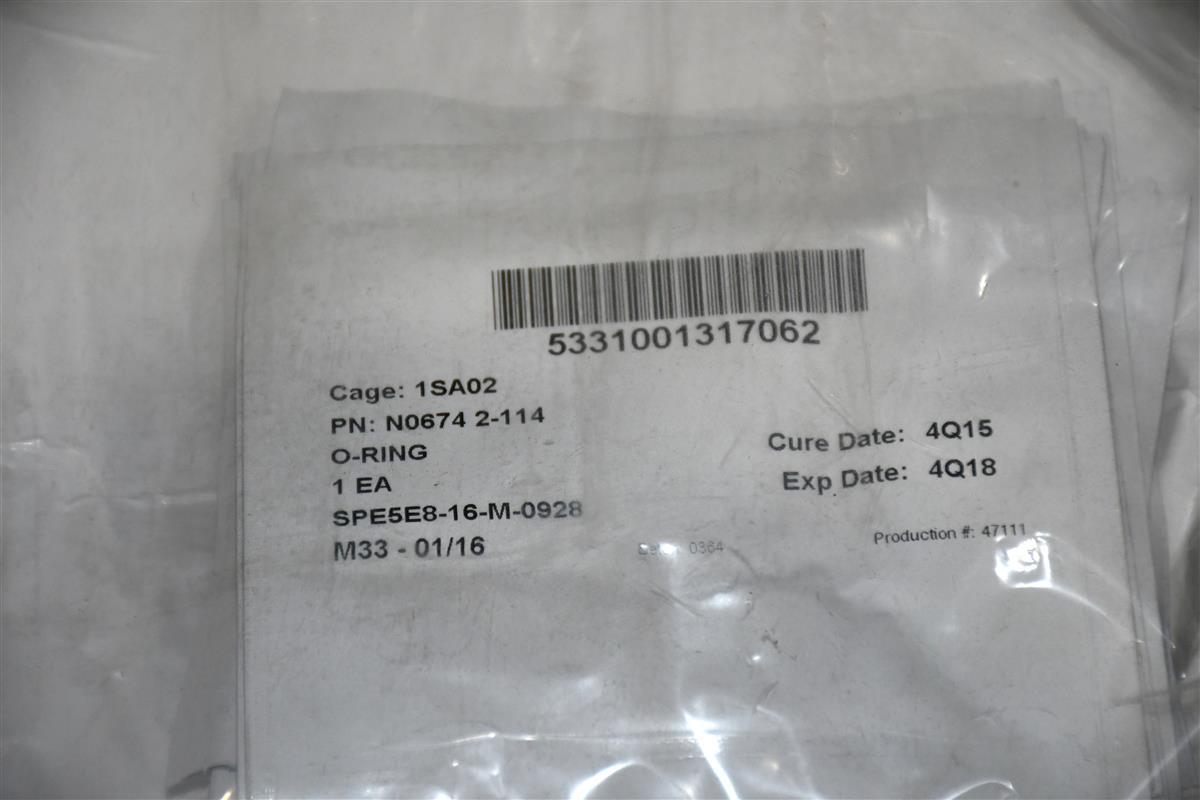 5331001317062
Cage: 1SA02
PN: N0674 2-114
O-RING
1 EA
SPE5E8-16-M-0928
M33 - 01/16
Cure Date: 4Q15
Exp Date: 4Q18
0364
Production #: 47111